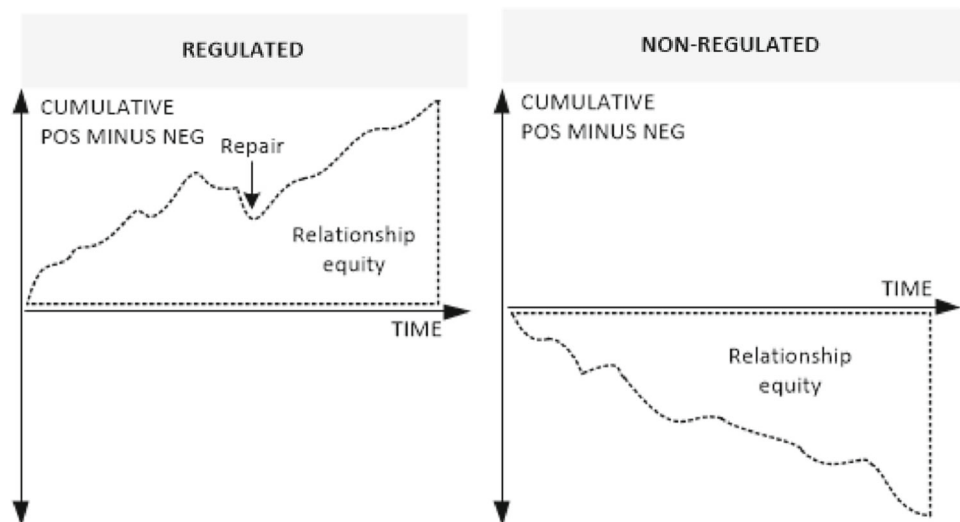 REGULATED
CUMULATIVE
POS MINUS NEG
Repair
Relationship
equity
TIME
NON-REGULATED
CUMULATIVE
POS MINUS NEG
TIME
Relationship
equity